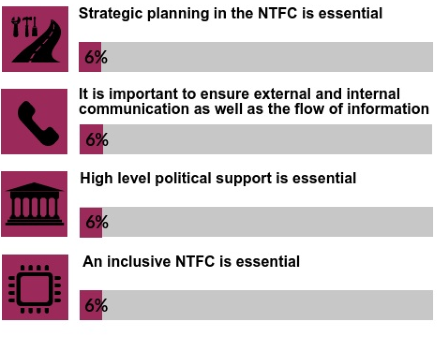 Strategic planning in the NTFC is essential
6%
It is important to ensure external and internal
communication as well as the flow of information
6%
High level political support is essential
6%
An inclusive NTFC is essential
6%